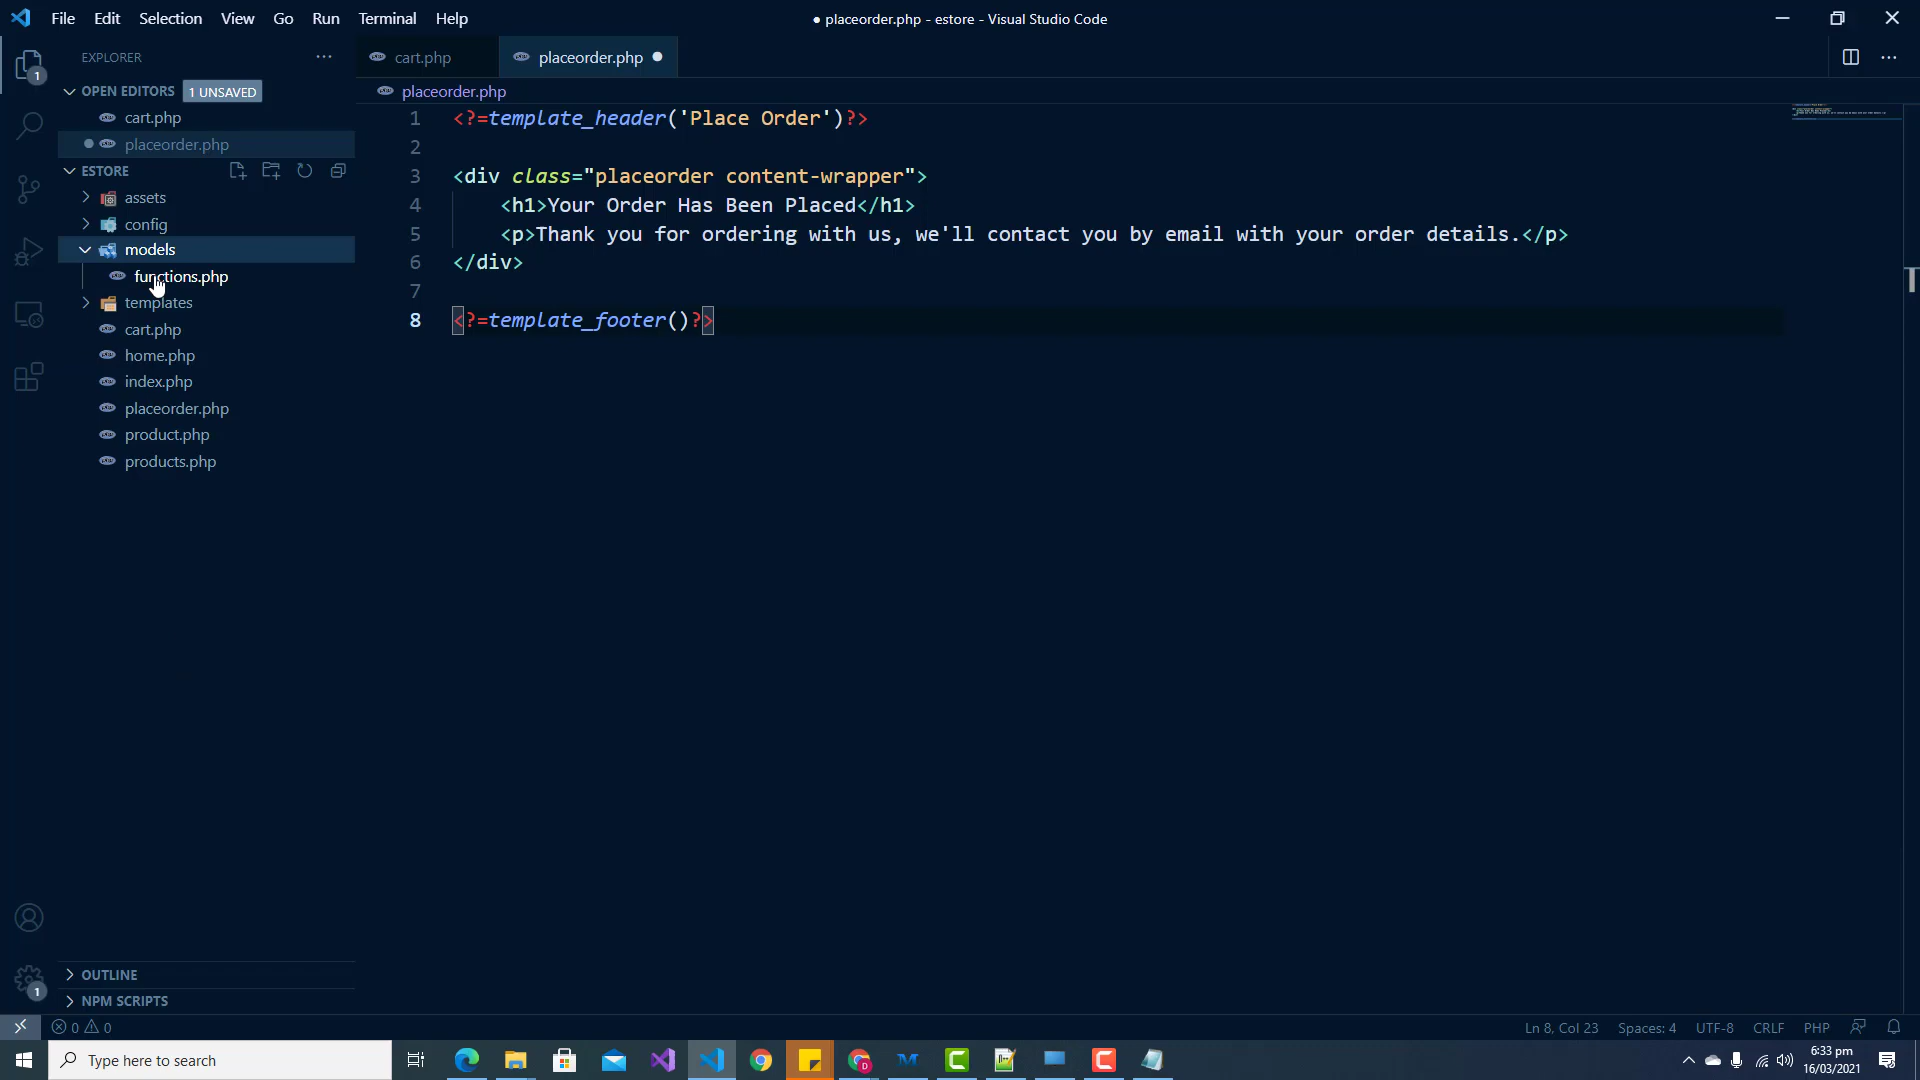 File Edit Selection View Go Run Terminal Help
● placeorder.php - estore - Visual Studio Code
EXPLORER
OPEN EDITORS 1 UNSAVED
cart.php
placeorder.php
ESTORE
assets
config
models
functions.php
templates
cart.php
home.php
index.php
placeorder.php
product.php
products.php
OUTLINE
NPM SCRIPTS
1
1
cart.php placeorder.php
placeorder.php
1 <?=template_header('Place Order')?>
2
3 <div class="placeorder content-wrapper">
4 <h1>Your Order Has Been Placed</h1>
5 <p>Thank you for ordering with us, we'll contact you by email with your order details.</p>
6 </div>
7
8 <?=template_footer()?>
0 0
Ln 8, Col 23 Spaces: 4 UTF-8 CRLF PHP
Type here to search
6:33 pm
16/03/2021